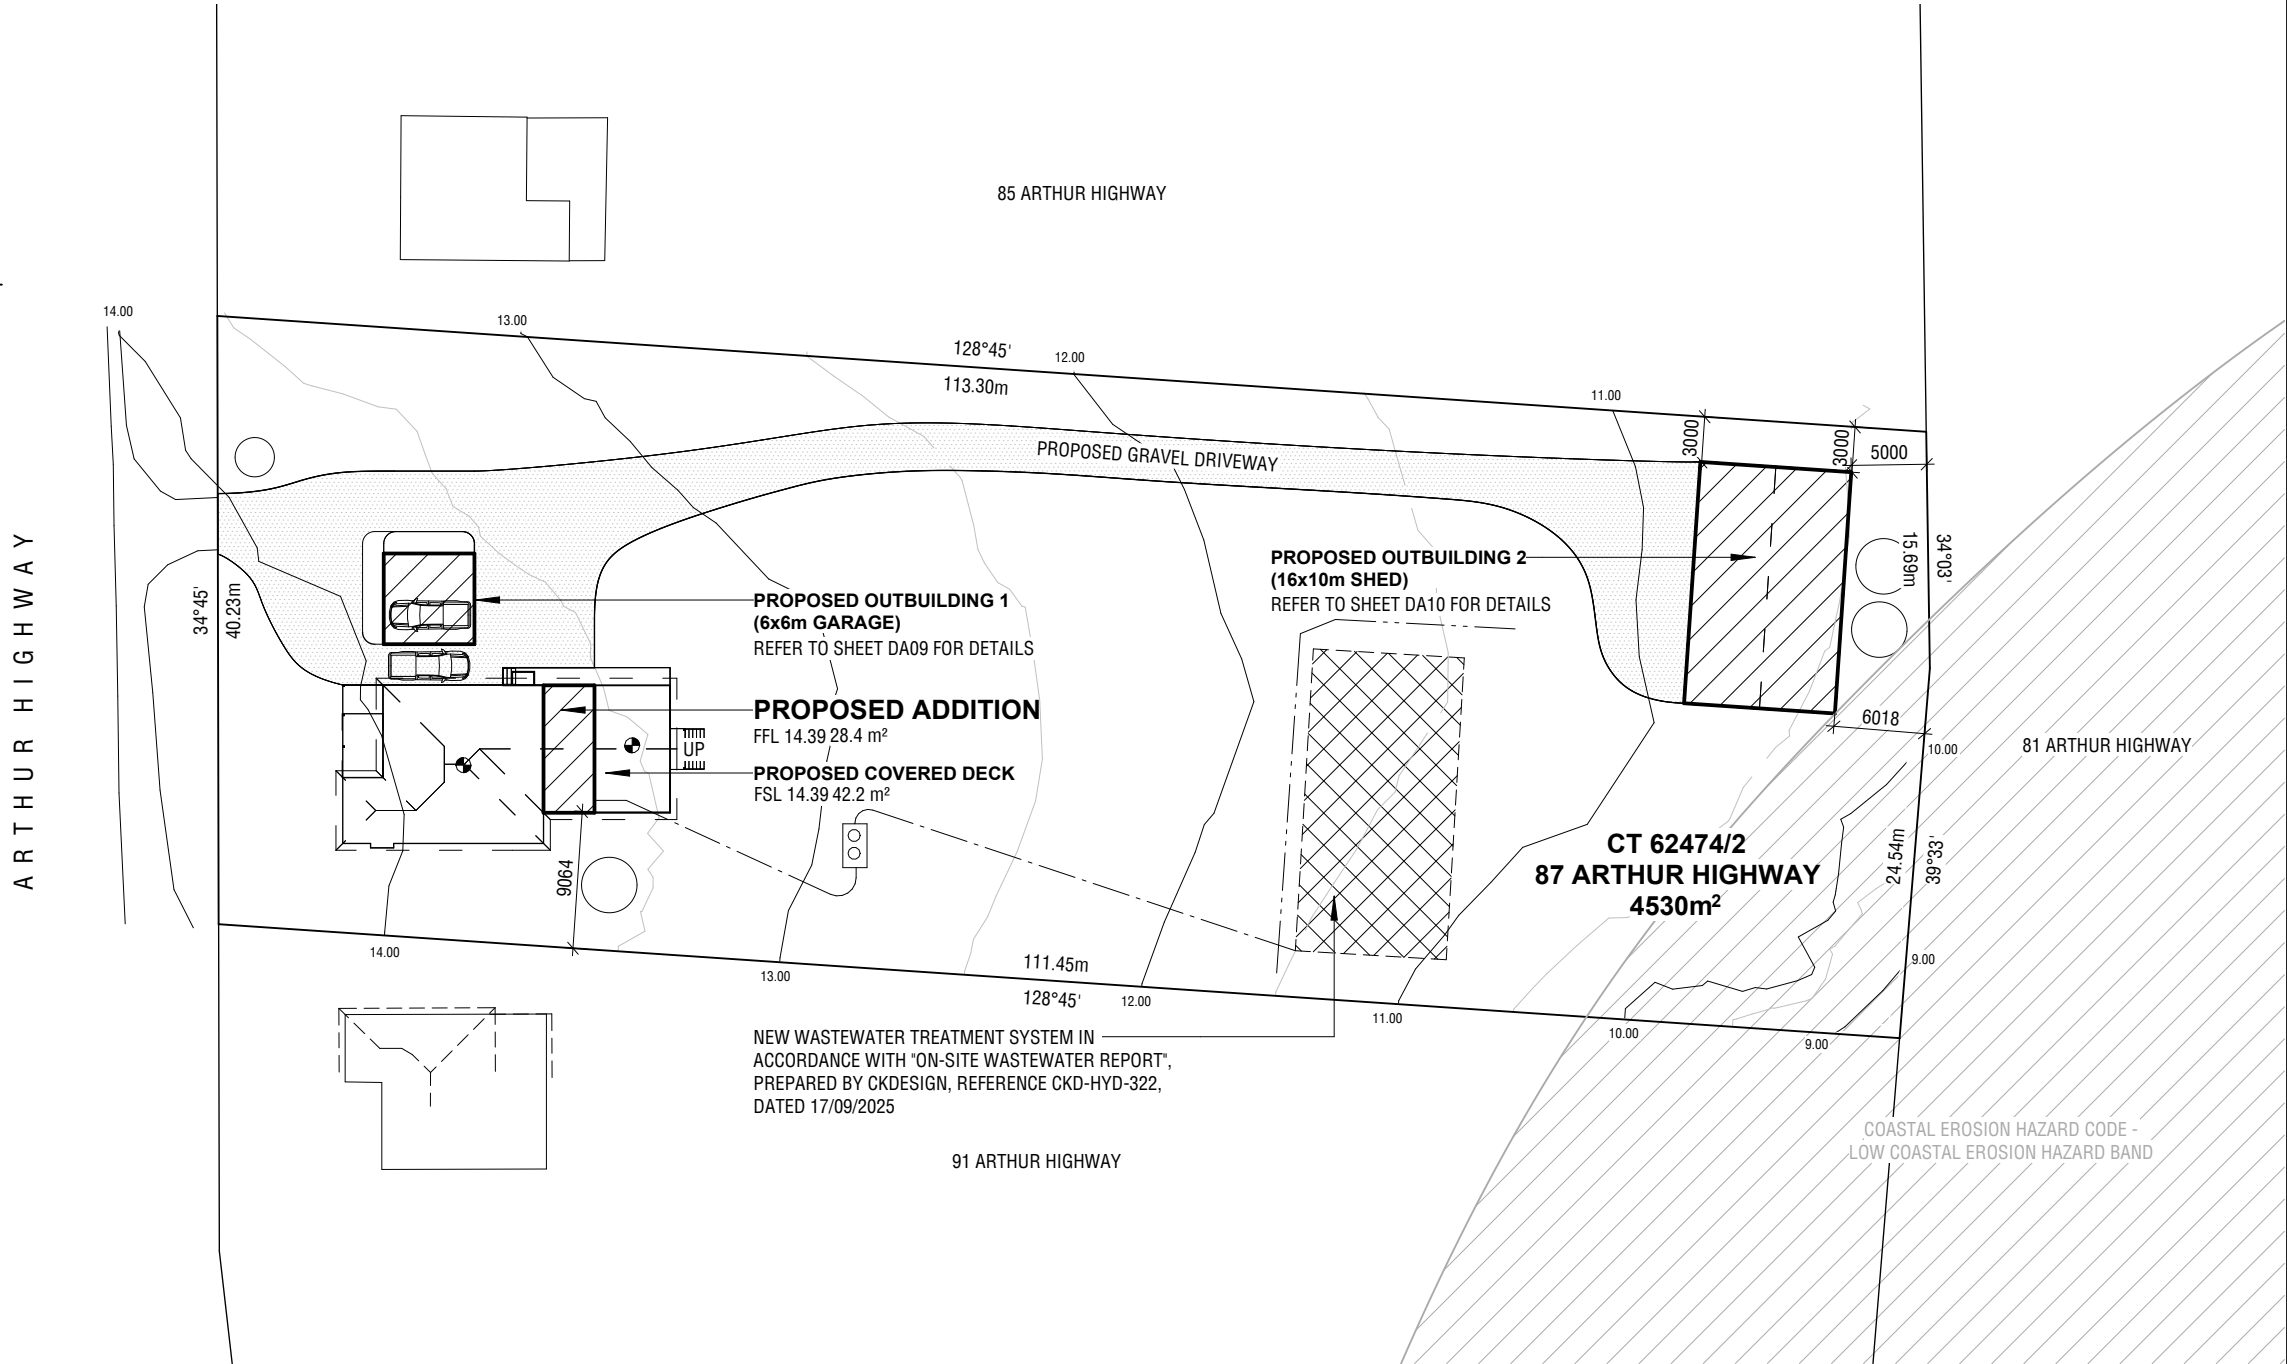 85 ARTHUR HIGHWAY
14.00
13.00
128°45'
12.00
113.30m
11.00
3000
3000
5000
PROPOSED GRAVEL DRIVEWAY
ARTHUR HIGHWAY
34°45'
40.23m
PROPOSED OUTBUILDING 1
(6x6m GARAGE)
REFER TO SHEET DA09 FOR DETAILS
PROPOSED OUTBUILDING 2
(16x10m SHED)
REFER TO SHEET DA10 FOR DETAILS
15.69m
34°03'
PROPOSED ADDITION
FFL 14.39 28.4 m²
UP
PROPOSED COVERED DECK
FSL 14.39 42.2 m²
6018
10.00
81 ARTHUR HIGHWAY
9064
CT 62474/2
87 ARTHUR HIGHWAY
4530m²
24.54m
39°33'
14.00
13.00
111.45m
128°45'
12.00
11.00
10.00
9.00
9.00
NEW WASTEWATER TREATMENT SYSTEM IN
ACCORDANCE WITH "ON-SITE WASTEWATER REPORT",
PREPARED BY CKDESIGN, REFERENCE CKD-HYD-322,
DATED 17/09/2025
91 ARTHUR HIGHWAY
COASTAL EROSION HAZARD CODE -
LOW COASTAL EROSION HAZARD BAND